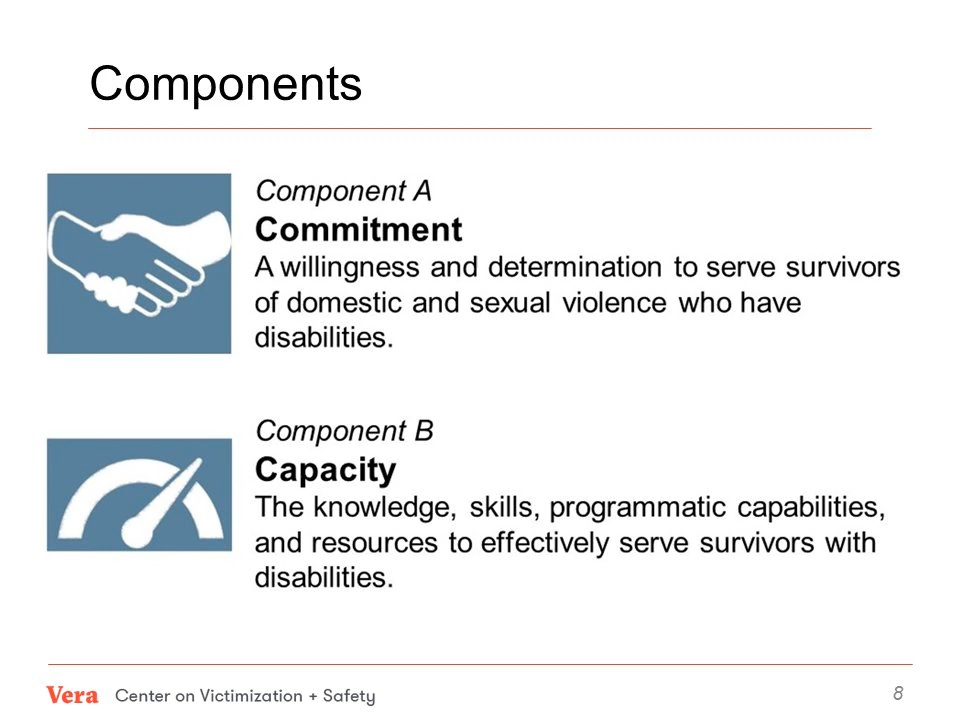 Components
Component A
Commitment
A willingness and determination to serve survivors
of domestic and sexual violence who have
disabilities.
Component B
Capacity
The knowledge, skills, programmatic capabilities,
and resources to effectively serve survivors with
disabilities.
Vera Center on Victimization + Safety
8